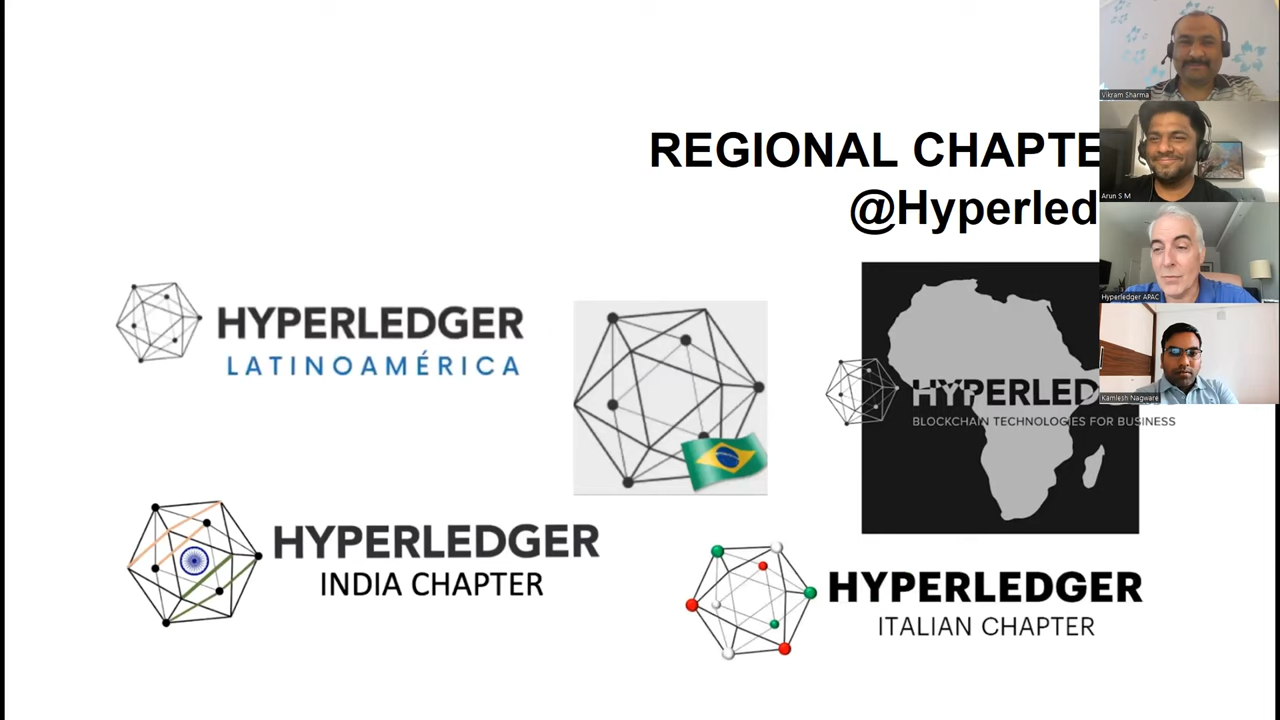 REGIONAL CHAPTE
@Hyperled
HYPERLEDGER
LATINOAMÉRICA
HYPERLED
BLOCKCHAIN TECHNOLOGIES FOR BUSINESS
HYPERLEDGER
INDIA CHAPTER
HYPERLEDGER
ITALIAN CHAPTER
Vikram Sharma
Arun S M
Hyperledger APAC
Kamlesh Nagware